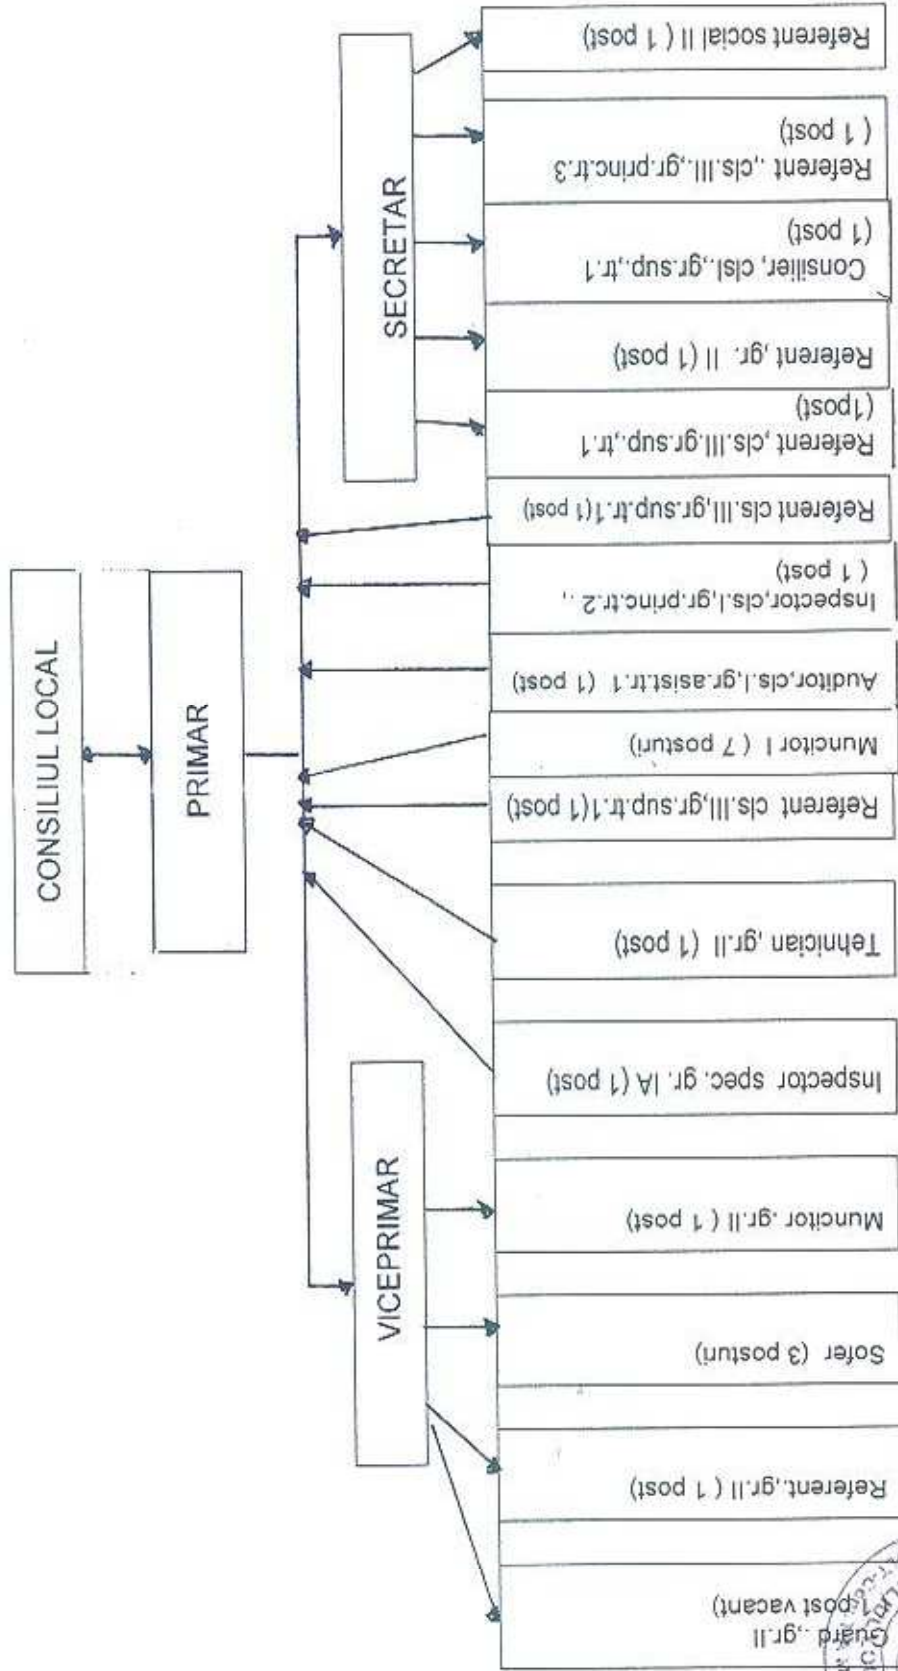 CONSILIUL LOCAL
PRIMAR
VICEPRIMAR
SECRETAR
Guard .,gr.II
1 post vacant)
Referent.,gr.II ( 1 post)
Sofer (3 posturi)
Muncitor .gr.II ( 1 post)
Inspector spec. gr. IA (1 post)
Tehnician ,gr.II (1 post)
Referent cls.III,gr.sup.tr.1(1 post)
Muncitor I ( 7 posturi)
Auditor,cls.I,gr.asist.tr.1 (1 post)
Inspector,cls.I,gr.princ.tr.2 .,
( 1 post)
Referent cls.III,gr.sup.tr.1(1 post)
Referent ,cls.III.gr.sup.,tr.1
(1post)
Referent ,gr. II (1 post)
Consilier, clsI.,gr.sup.,tr.1
(1 post)
Referent .,cls.III.,gr.princ.tr.3
( 1 post)
Referent social II ( 1 post)